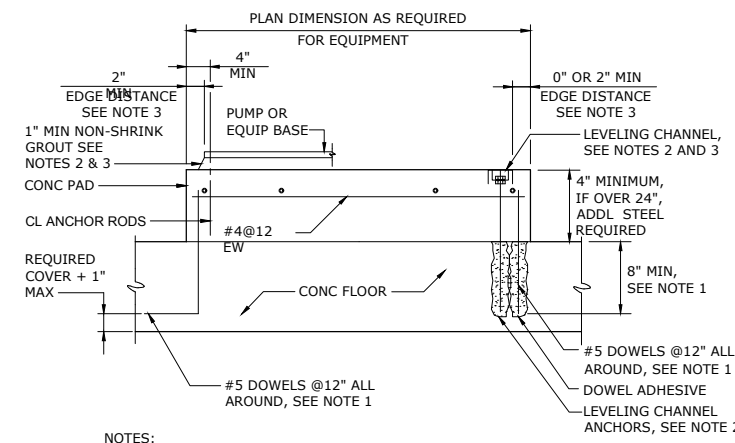 PLAN DIMENSION AS REQUIRED
FOR EQUIPMENT
4"
MIN
2"
MIN
EDGE DISTANCE
SEE NOTE 3
0" OR 2" MIN
EDGE DISTANCE
SEE NOTE 3
1" MIN NON-SHRINK
GROUT SEE
NOTES 2 & 3
PUMP OR
EQUIP BASE
LEVELING CHANNEL,
SEE NOTES 2 AND 3
CONC PAD
4" MINIMUM,
IF OVER 24",
ADDL STEEL
REQUIRED
CL ANCHOR RODS
#4@12
EW
REQUIRED
COVER + 1"
MAX
CONC FLOOR
8" MIN,
SEE NOTE 1
#5 DOWELS @12" ALL
AROUND, SEE NOTE 1
#5 DOWELS @12" ALL
AROUND, SEE NOTE 1
DOWEL ADHESIVE
LEVELING CHANNEL
ANCHORS, SEE NOTE 2
NOTES: